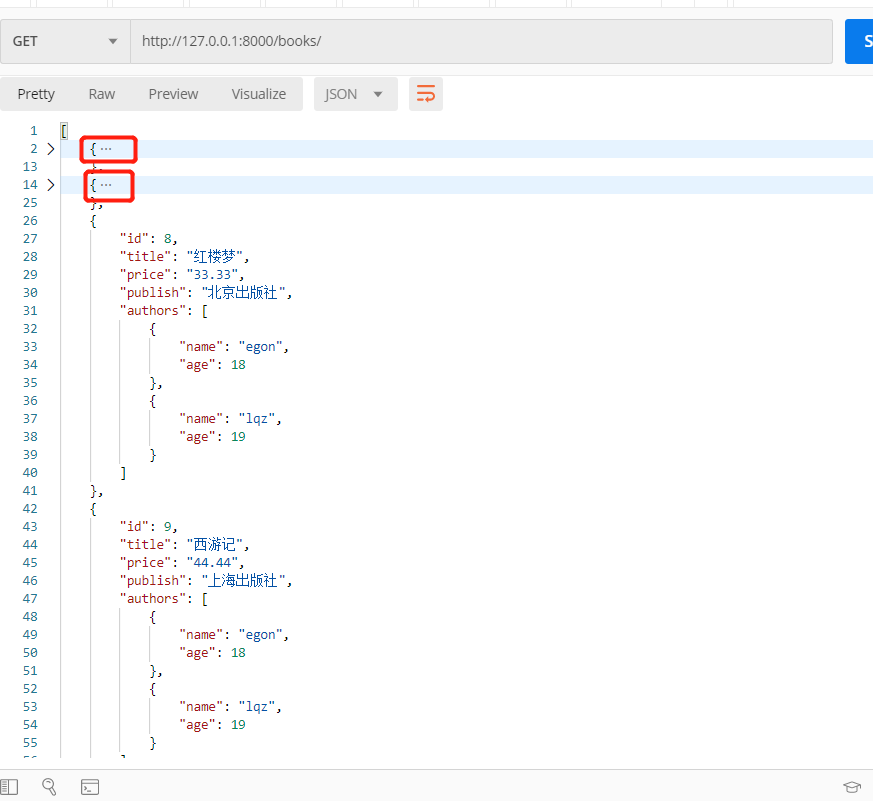 GET http://127.0.0.1:8000/books/ S
Pretty Raw Preview Visualize JSON
1 [
2 { ...
13 },
14 { ...
25 },
26 {
27 "id": 8,
28 "title": "红楼梦",
29 "price": "33.33",
30 "publish": "北京出版社",
31 "authors": [
32 {
33 "name": "egon",
34 "age": 18
35 },
36 {
37 "name": "lqz",
38 "age": 19
39 }
40 ]
41 },
42 {
43 "id": 9,
44 "title": "西游记",
45 "price": "44.44",
46 "publish": "上海出版社",
47 "authors": [
48 {
49 "name": "egon",
50 "age": 18
51 },
52 {
53 "name": "lqz",
54 "age": 19
55 }